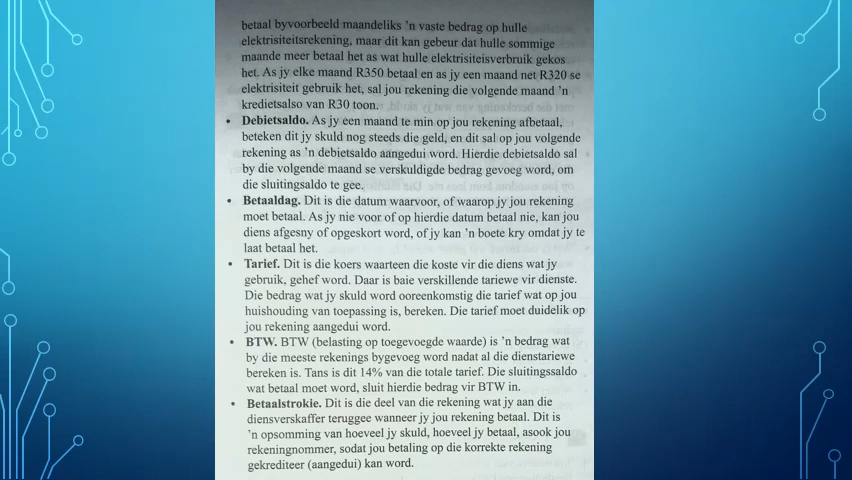 betaal byvoorbeeld maandeliks 'n vaste bedrag op hulle
elektrisiteitsrekening, maar dit kan gebeur dat hulle sommige
maande meer betaal het as wat hulle elektrisiteisverbruik gekos
het. As jy elke maand R350 betaal en as jy een maand net R320 se
elektrisiteit gebruik het, sal jou rekening die volgende maand 'n
kredietsalso van R30 toon.
• Debietsaldo. As jy een maand te min op jou rekening afbetaal,
beteken dit jy skuld nog steeds die geld, en dit sal op jou volgende
rekening as 'n debietsaldo aangedui word. Hierdie debietsaldo sal
by die volgende maand se verskuldigde bedrag gevoeg word, om
die sluitingsaldo te gee.
• Betaaldag. Dit is die datum waarvoor, of waarop jy jou rekening
moet betaal. As jy nie voor of op hierdie datum betaal nie, kan jou
diens afgesny of opgeskort word, of jy kan 'n boete kry omdat jy te
laat betaal het.
• Tarief. Dit is die koers waarteen die koste vir die diens wat jy
gebruik, gehef word. Daar is baie verskillende tariewe vir dienste.
Die bedrag wat jy skuld word ooreenkomstig die tarief wat op jou
huishouding van toepassing is, bereken. Die tarief moet duidelik op
jou rekening aangedui word.
• BTW. BTW (belasting op toegevoegde waarde) is 'n bedrag wat
by die meeste rekenings bygevoeg word nadat al die dienstariewe
bereken is. Tans is dit 14% van die totale tarief. Die sluitingssaldo
wat betaal moet word, sluit hierdie bedrag vir BTW in.
• Betaalstrokie. Dit is die deel van die rekening wat jy aan die
diensverskaffer teruggee wanneer jy jou rekening betaal. Dit is
'n opsomming van hoeveel jy skuld, hoeveel jy betaal, asook jou
rekeningnommer, sodat jou betaling op die korrekte rekening
gekrediteer (aangedui) kan word.